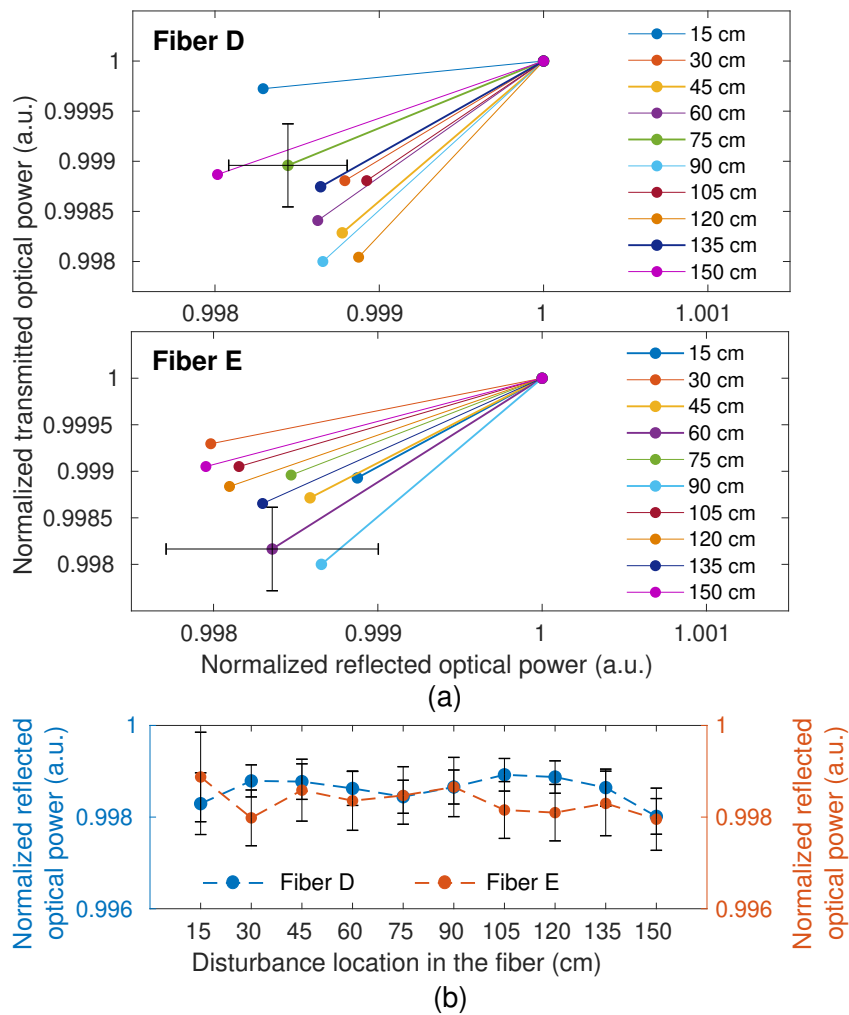 Fiber D
Normalized transmitted optical power (a.u.)
1
0.9995
0.999
0.9985
0.998
15 cm
30 cm
45 cm
60 cm
75 cm
90 cm
105 cm
120 cm
135 cm
150 cm
0.998
0.999
1
1.001
Fiber E
1
0.9995
0.999
0.9985
0.998
15 cm
30 cm
45 cm
60 cm
75 cm
90 cm
105 cm
120 cm
135 cm
150 cm
0.998
0.999
1
1.001
Normalized reflected optical power (a.u.)
(a)
Normalized reflected
optical power (a.u.)
1
0.998
0.996
Fiber D
Fiber E
1
0.998
0.996
Normalized reflected
optical power (a.u.)
15 30 45 60 75 90 105 120 135 150
Disturbance location in the fiber (cm)
(b)